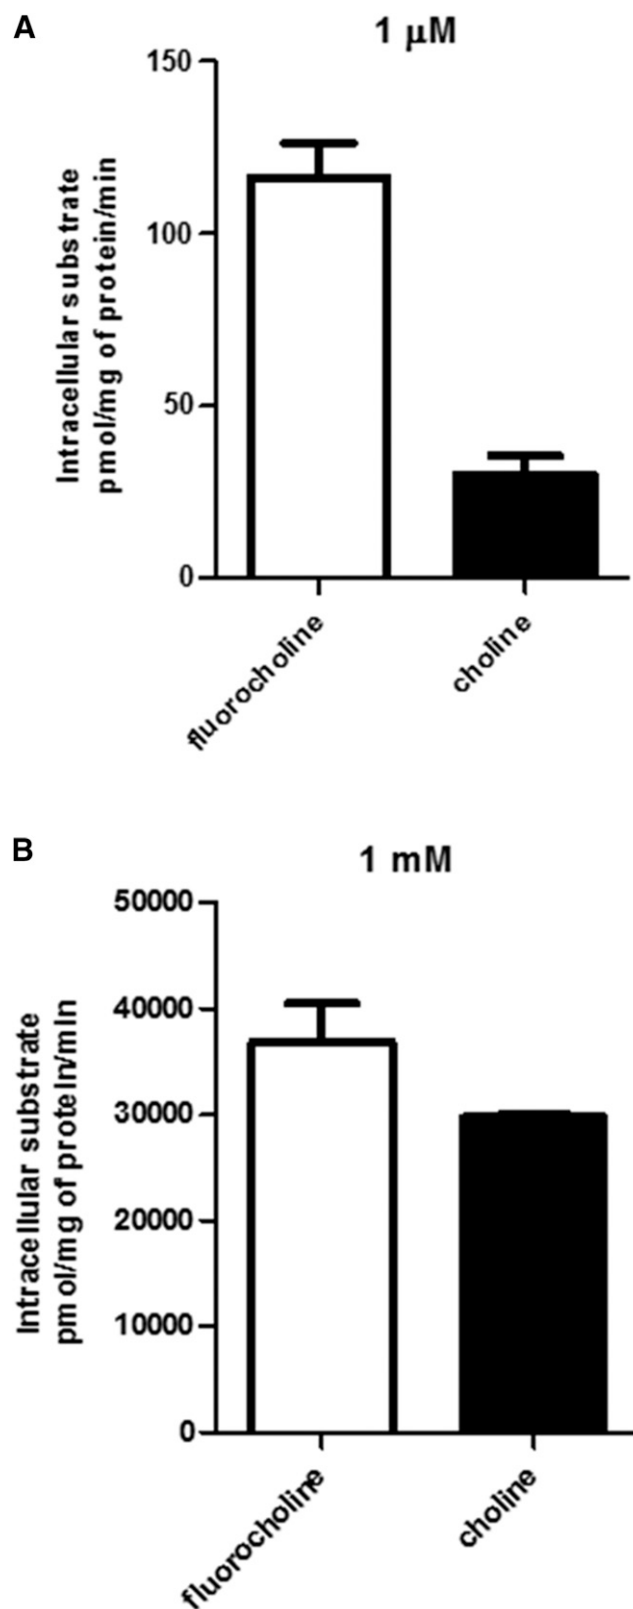 A
1 μM
Intracellular substrate
pmol/mg of protein/min
150
100
50
0
fluorocholine
choline
B
1 mM
Intracellular substrate
pmol/mg of protein/min
50000
40000
30000
20000
10000
0
fluorocholine
choline